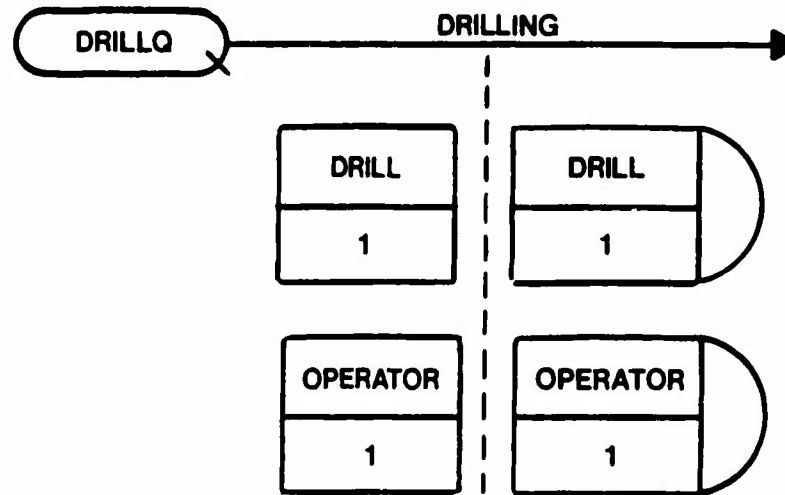 DRILLQ DRILLING
DRILL DRILL
1 1
OPERATOR OPERATOR
1 1